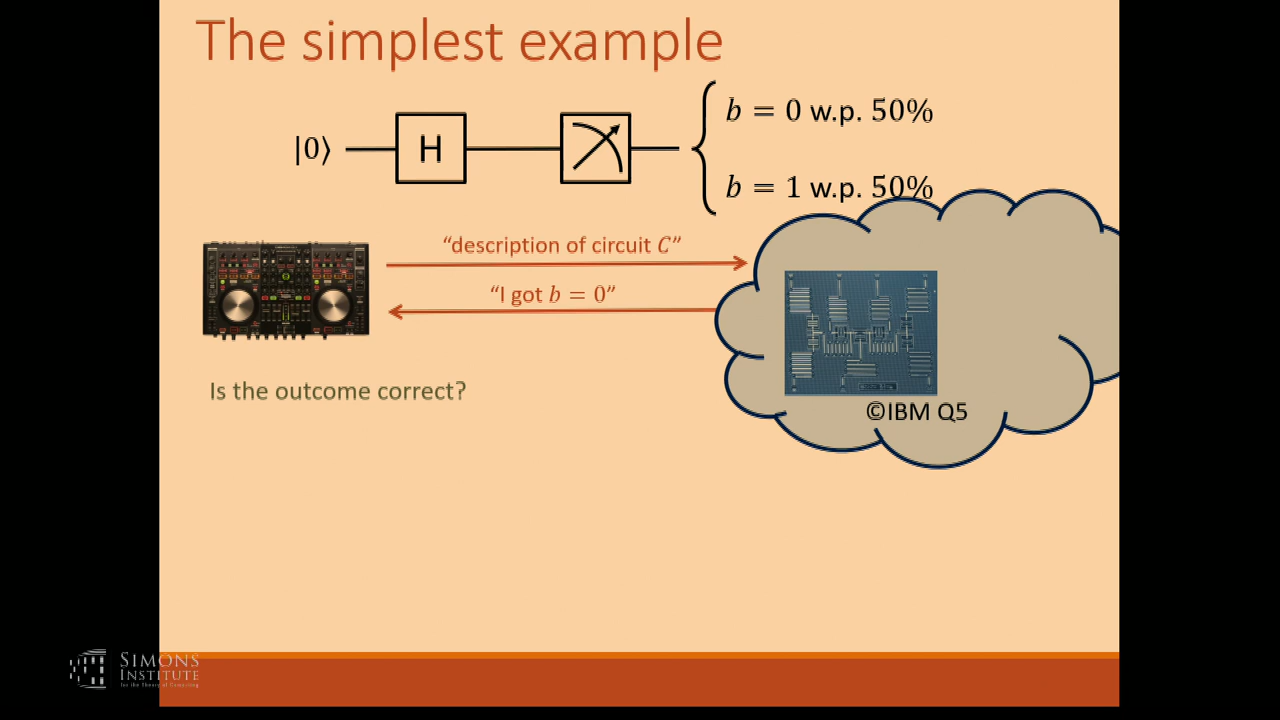 The simplest example
b = 0 w.p. 50%
|0⟩
H
b = 1 w.p. 50%
“description of circuit C”
“I got b = 0”
Is the outcome correct?
©IBM Q5
SIMONS
INSTITUTE
for the Theory of Computing